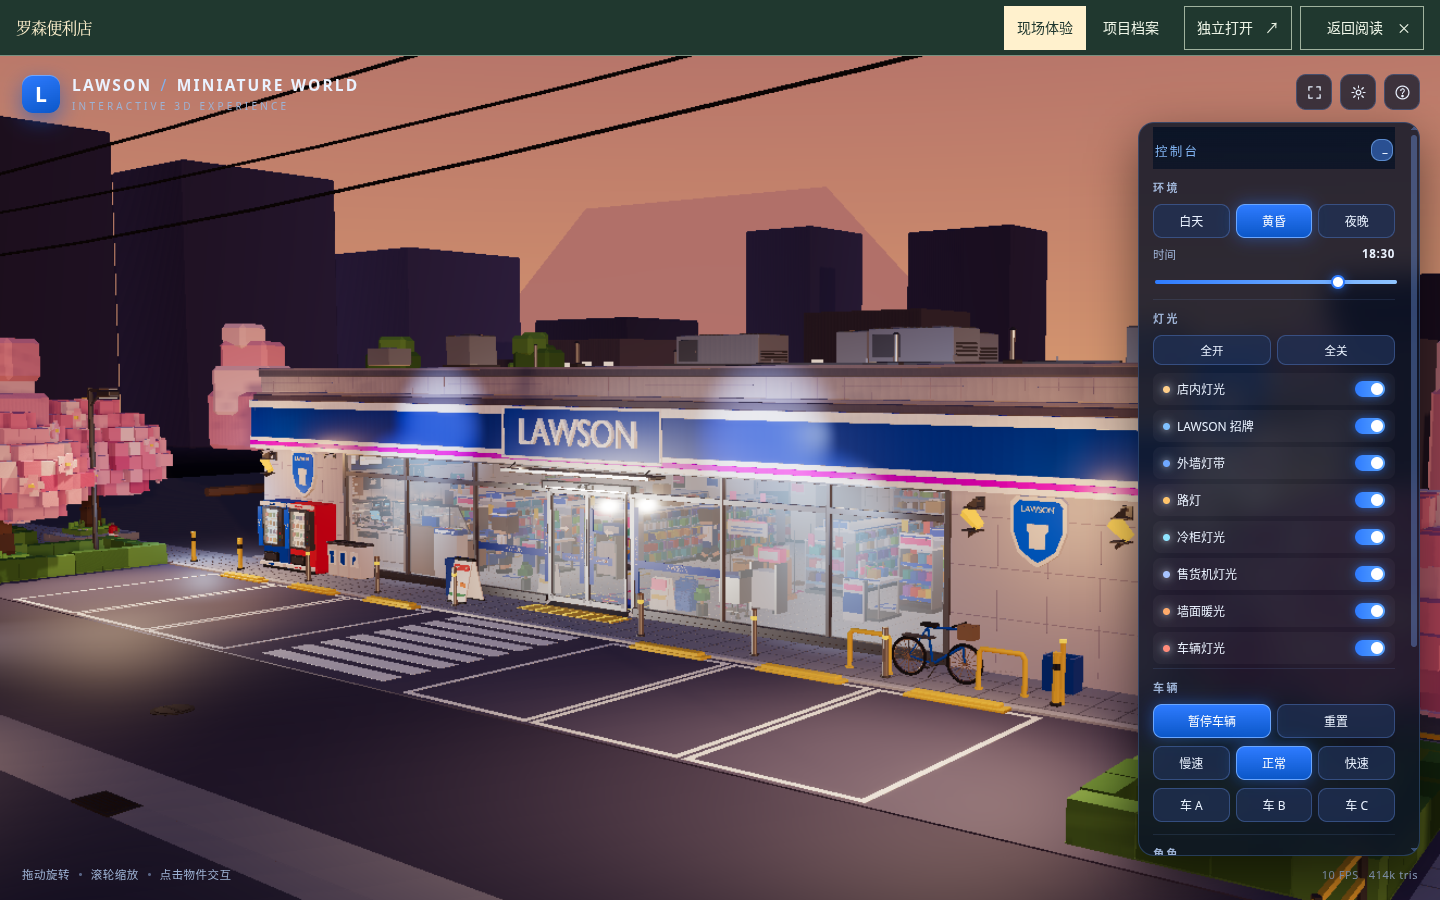 罗森便利店
现场体验
项目档案
独立打开 ↗
返回阅读 ×
L
LAWSON / MINIATURE WORLD
INTERACTIVE 3D EXPERIENCE
控制台
环境
白天
黄昏
夜晚
时间
18:30
灯光
全开
全关
店内灯光
LAWSON 招牌
外墙灯带
路灯
冷柜灯光
售货机灯光
墙面暖光
车辆灯光
车辆
暂停车辆
重置
慢速
正常
快速
车 A
车 B
车 C
LAWSON
LAWSON
拖动旋转 • 滚轮缩放 • 点击物件交互
10 FPS 414k tris